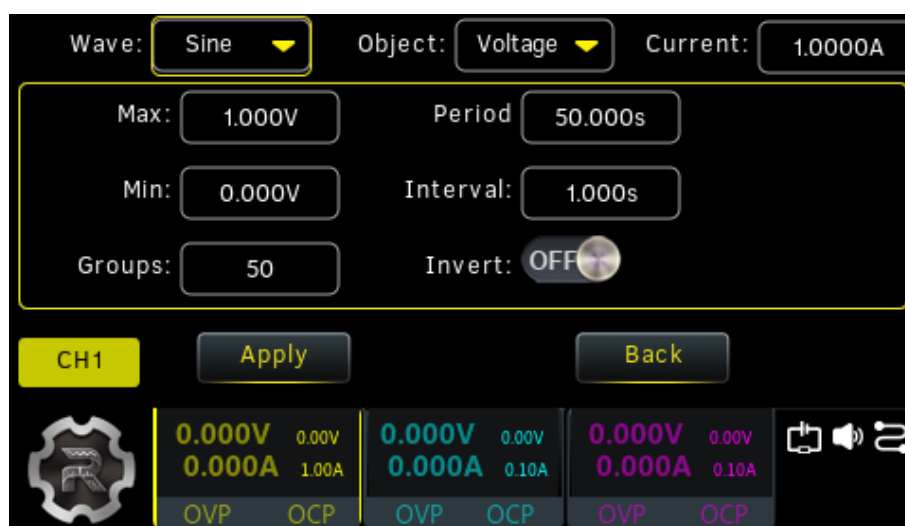 Wave: Sine Object: Voltage Current: 1.0000A
Max: 1.000V Period 50.000s
Min: 0.000V Interval: 1.000s
Groups: 50 Invert: OFF
CH1 Apply Back
0.000V 0.00V 0.000V 0.00V 0.000V 0.00V
0.000A 1.00A 0.000A 0.10A 0.000A 0.10A
OVP OCP OVP OCP OVP OCP